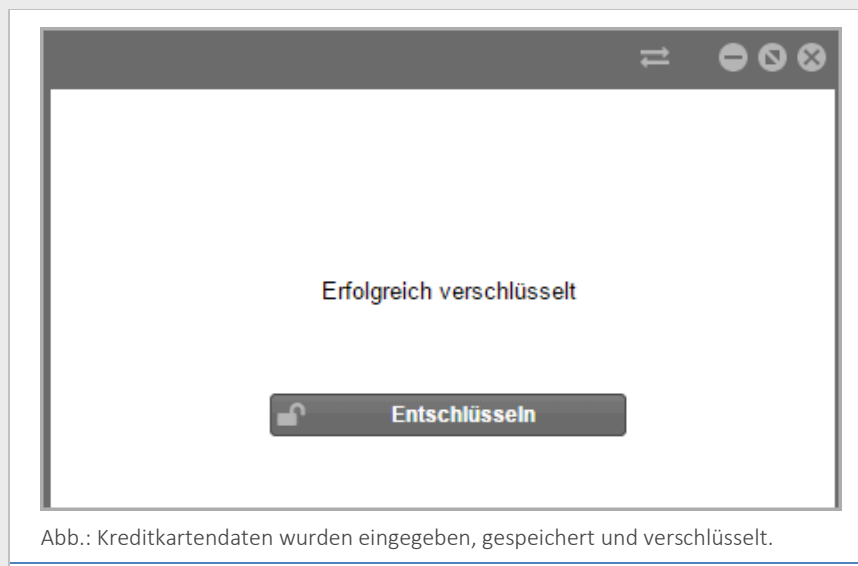 Erfolgreich verschlüsselt
Entschlüsseln
Abb.: Kreditkartendaten wurden eingegeben, gespeichert und verschlüsselt.